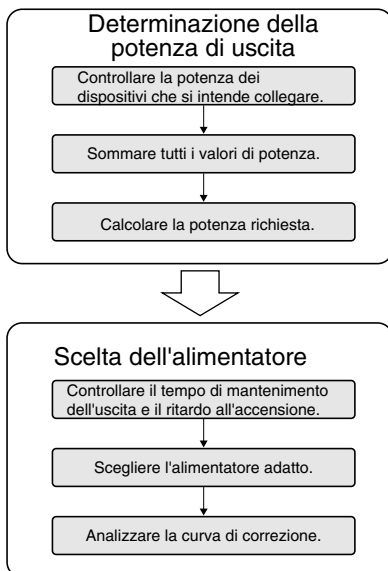 Determinazione della
potenza di uscita
Controllare la potenza dei
dispositivi che si intende collegare.
Sommare tutti i valori di potenza.
Calcolare la potenza richiesta.
Scelta dell'alimentatore
Controllare il tempo di mantenimento
dell'uscita e il ritardo all'accensione.
Scegliere l'alimentatore adatto.
Analizzare la curva di correzione.